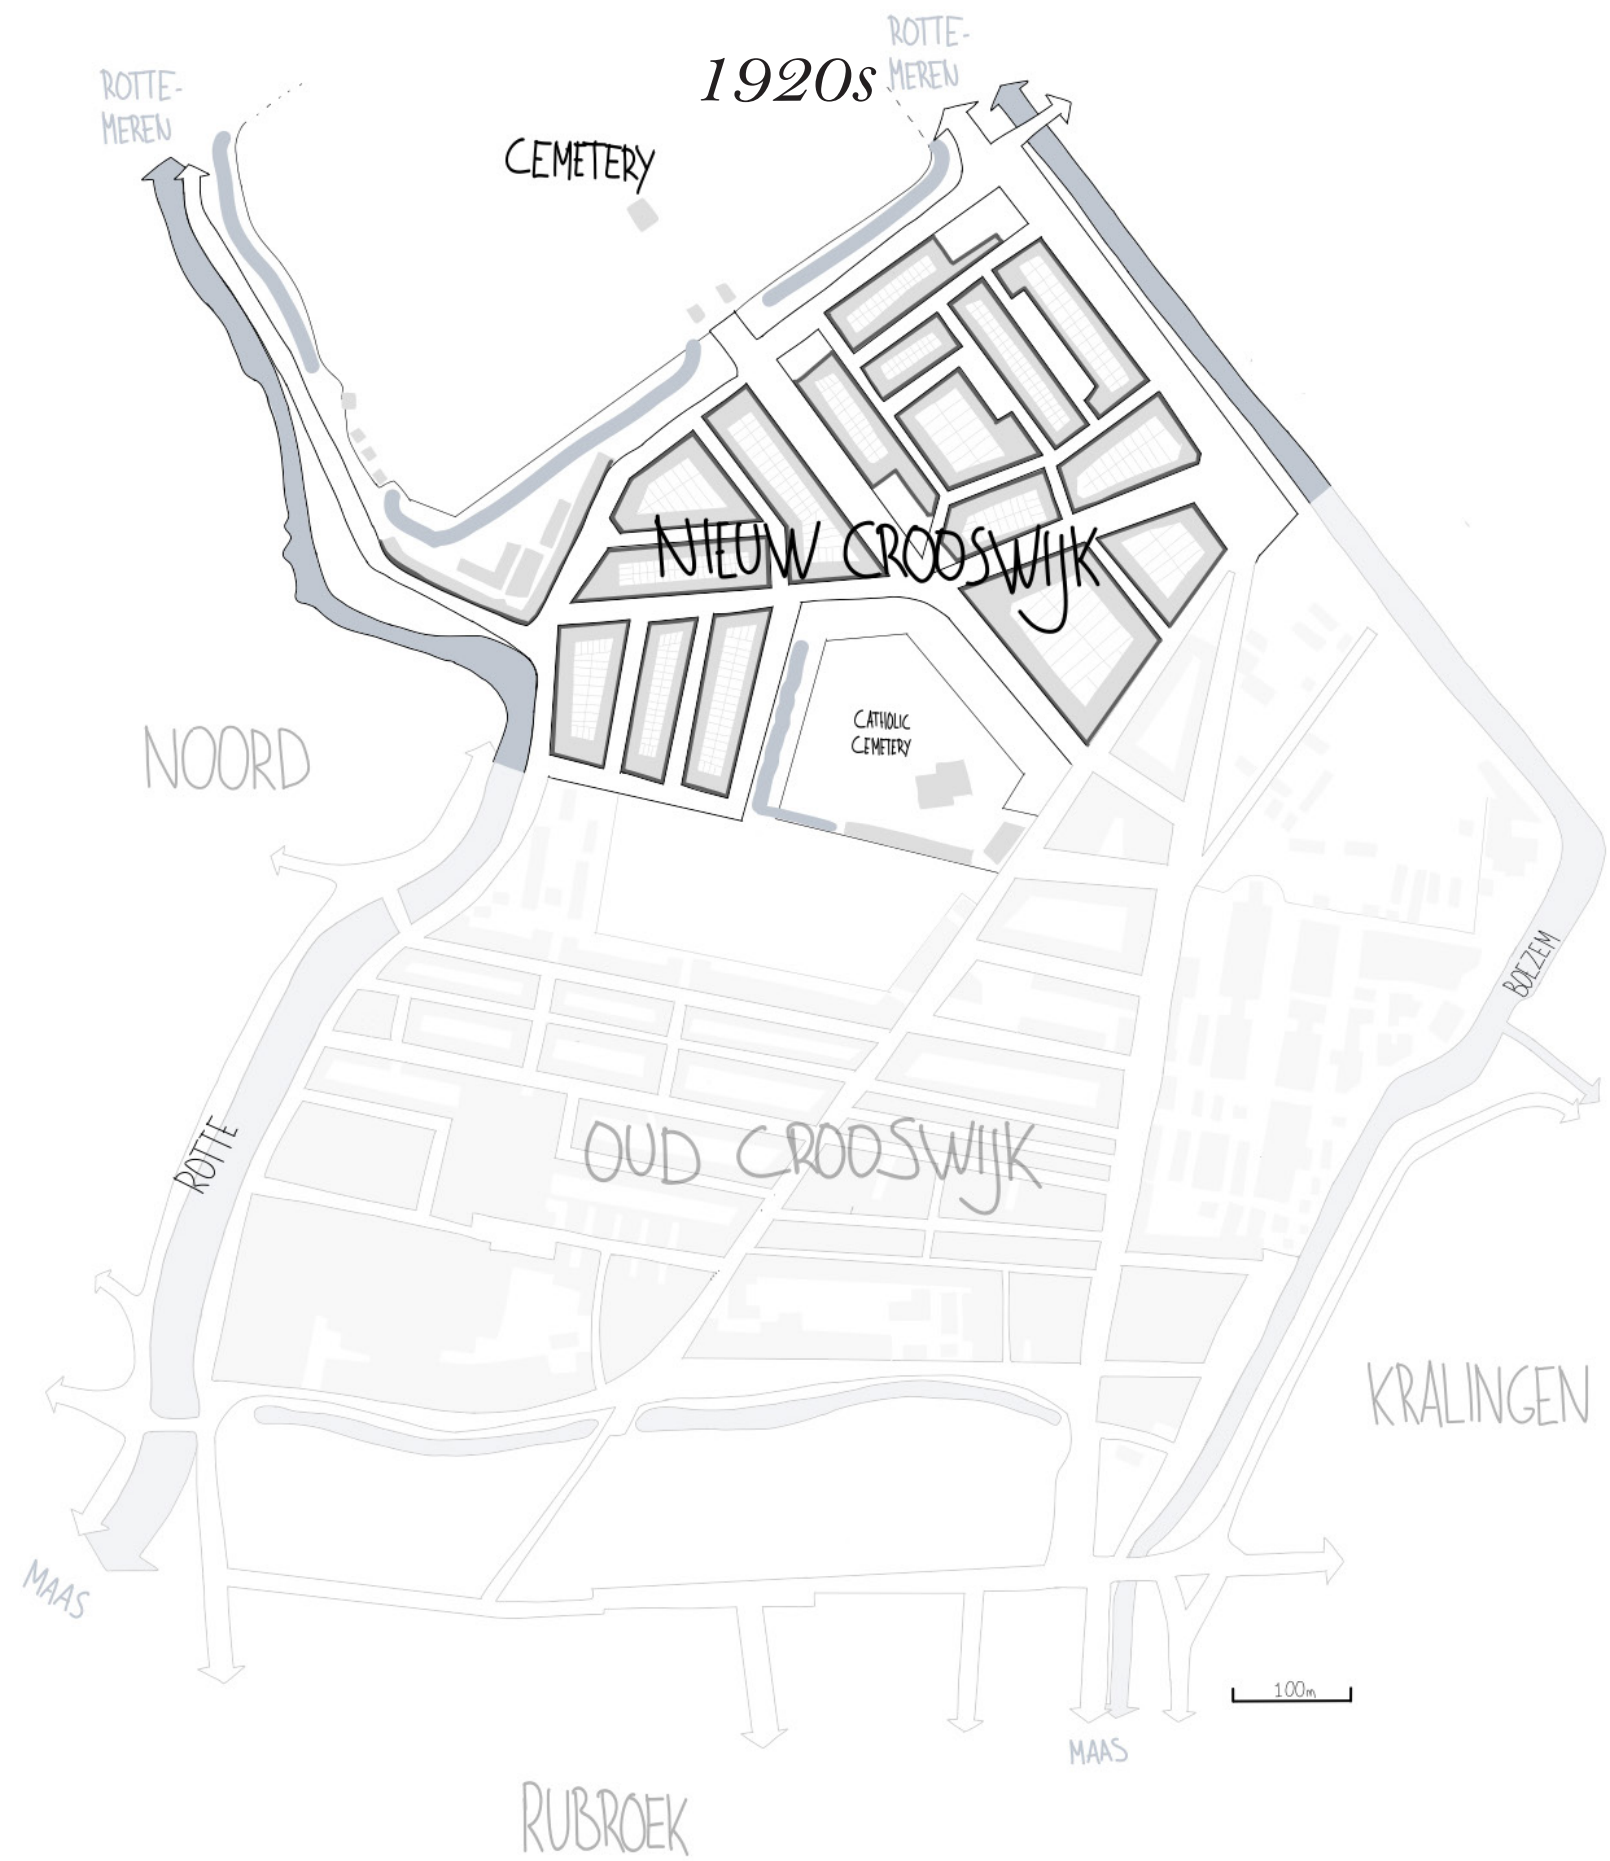 ROTTE-
MEREN
1920s
ROTTE-
MEREN
CEMETERY
NIEUW CROOSWIJK
CATHOLIC
CEMETERY
NOORD
BOEZEM
ROTTE
OUD CROOSWIJK
KRALINGEN
MAAS
100m
MAAS
RUBROEK